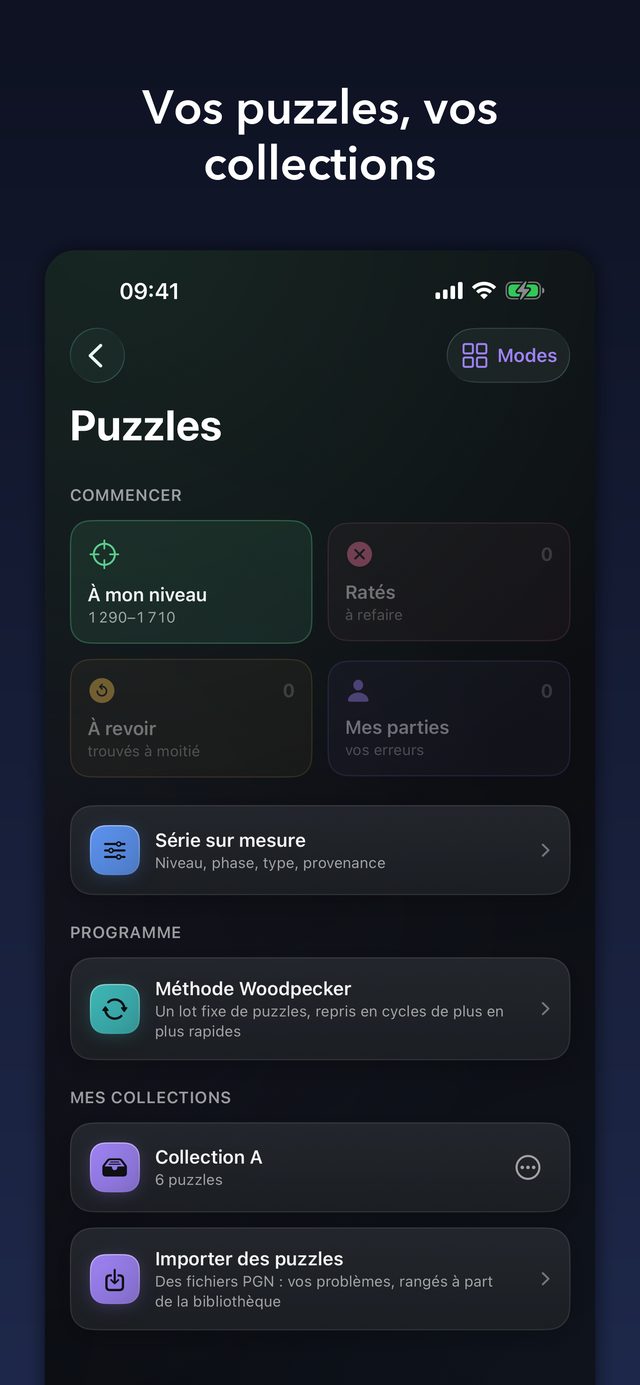 Vos puzzles, vos
collections
09:41
Modes
Puzzles
COMMENCER
À mon niveau
1 290–1 710
0
Ratés
à refaire
0
À revoir
trouvés à moitié
0
Mes parties
vos erreurs
Série sur mesure
Niveau, phase, type, provenance
PROGRAMME
Méthode Woodpecker
Un lot fixe de puzzles, repris en cycles de plus en
plus rapides
MES COLLECTIONS
Collection A
6 puzzles
Importer des puzzles
Des fichiers PGN : vos problèmes, rangés à part
de la bibliothèque